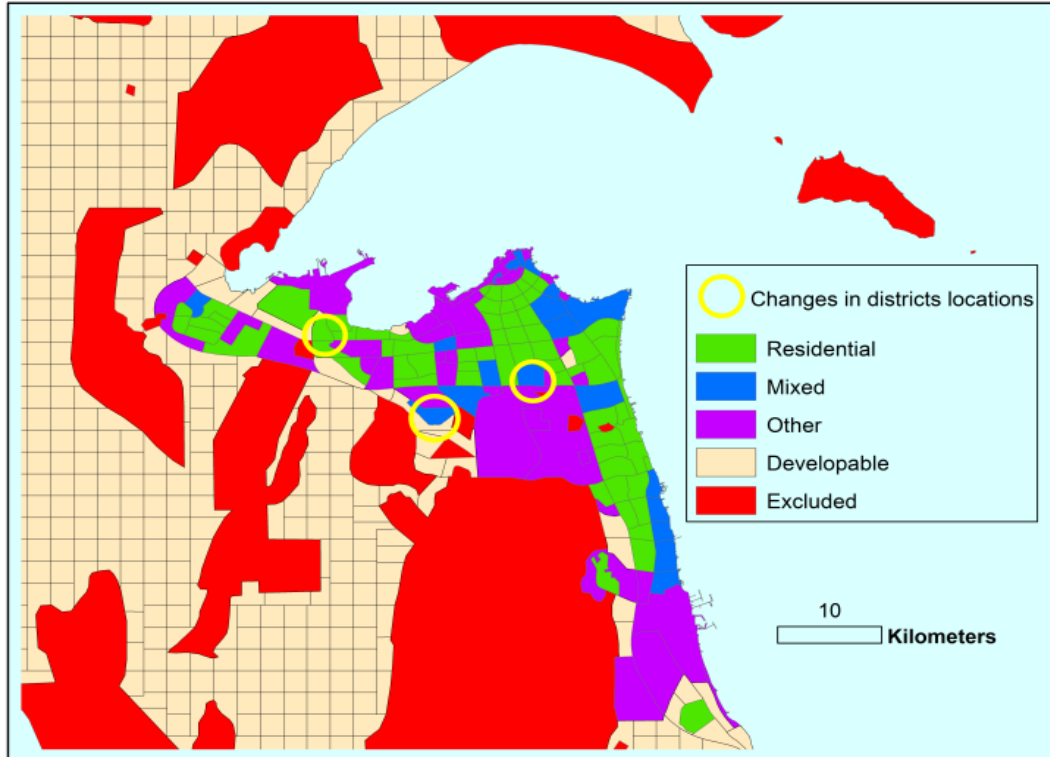 Changes in districts locations
Residential
Mixed
Other
Developable
Excluded
10
Kilometers